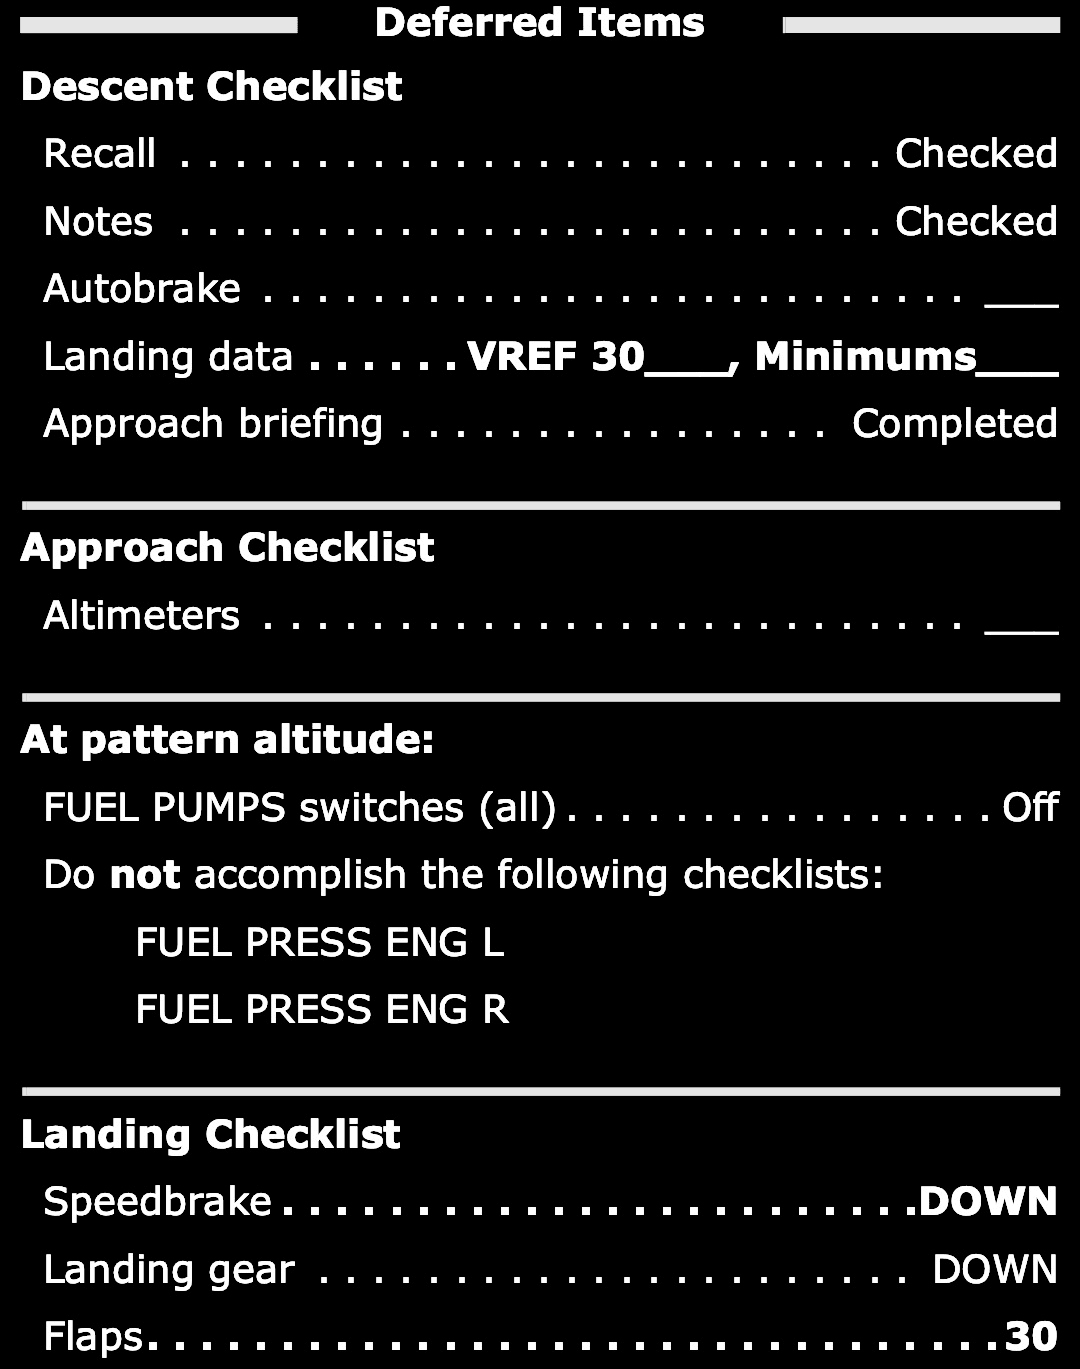 Deferred Items
Descent Checklist
Recall . . . . . . . . . . . . . . . . . . . . . . . . . . Checked
Notes . . . . . . . . . . . . . . . . . . . . . . . . . . Checked
Autobrake . . . . . . . . . . . . . . . . . . . . . . . . . . ___
Landing data . . . . . . VREF 30____, Minimums____
Approach briefing . . . . . . . . . . . . . . . . Completed
Approach Checklist
Altimeters . . . . . . . . . . . . . . . . . . . . . . . . . . ___
At pattern altitude:
FUEL PUMPS switches (all) . . . . . . . . . . . . . . . . Off
Do not accomplish the following checklists:
FUEL PRESS ENG L
FUEL PRESS ENG R
Landing Checklist
Speedbrake . . . . . . . . . . . . . . . . . . . . . . . . DOWN
Landing gear . . . . . . . . . . . . . . . . . . . . . . DOWN
Flaps. . . . . . . . . . . . . . . . . . . . . . . . . . . . . . . . 30